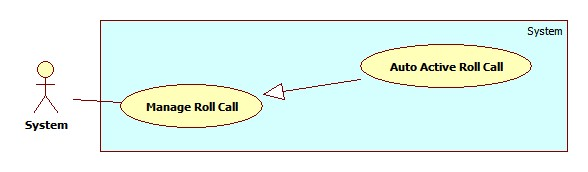 System
Auto Active Roll Call
Manage Roll Call
System